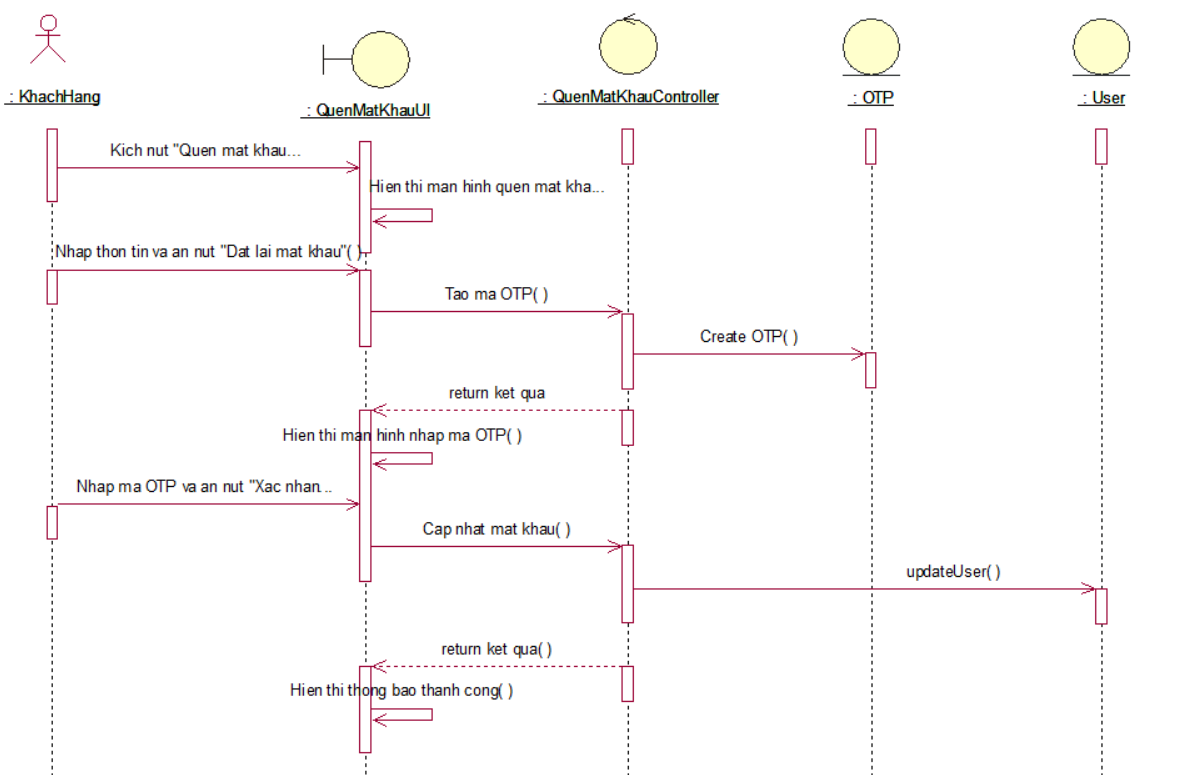 : KhachHang
: QuenMatKhauUI
: QuenMatKhauController
: OTP
: User
Kich nut "Quen mat khau...
Hien thi man hinh quen mat kha...
Nhap thon tin va an nut "Dat lai mat khau"( )
Tao ma OTP( )
Create OTP( )
return ket qua
Hien thi man hinh nhap ma OTP( )
Nhap ma OTP va an nut "Xac nhan...
Cap nhat mat khau( )
updateUser( )
return ket qua( )
Hien thi thong bao thanh cong( )